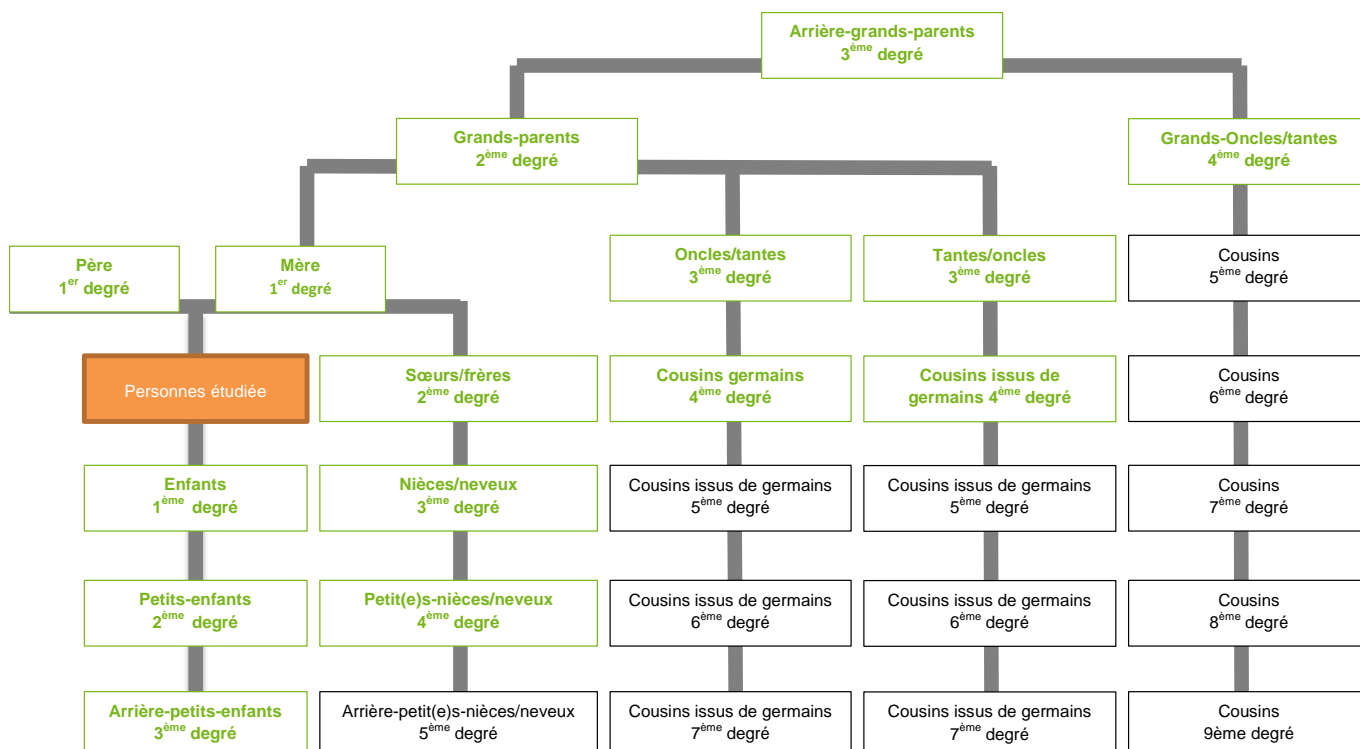 Arrière-grands-parents
3ème degré
Grands-parents
2ème degré
Grands-Oncles/tantes
4ème degré
Père
1er degré
Mère
1er degré
Oncles/tantes
3ème degré
Tantes/oncles
3ème degré
Cousins
5ème degré
Personnes étudiée
Sœurs/frères
2ème degré
Cousins germains
4ème degré
Cousins issus de
germains 4ème degré
Cousins
6ème degré
Enfants
1ème degré
Nièces/neveux
3ème degré
Cousins issus de germains
5ème degré
Cousins issus de germains
5ème degré
Cousins
7ème degré
Petits-enfants
2ème degré
Petit(e)s-nièces/neveux
4ème degré
Cousins issus de germains
6ème degré
Cousins issus de germains
6ème degré
Cousins
8ème degré
Arrière-petits-enfants
3ème degré
Arrière-petit(e)s-nièces/neveux
5ème degré
Cousins issus de germains
7ème degré
Cousins issus de germains
7ème degré
Cousins
9ème degré